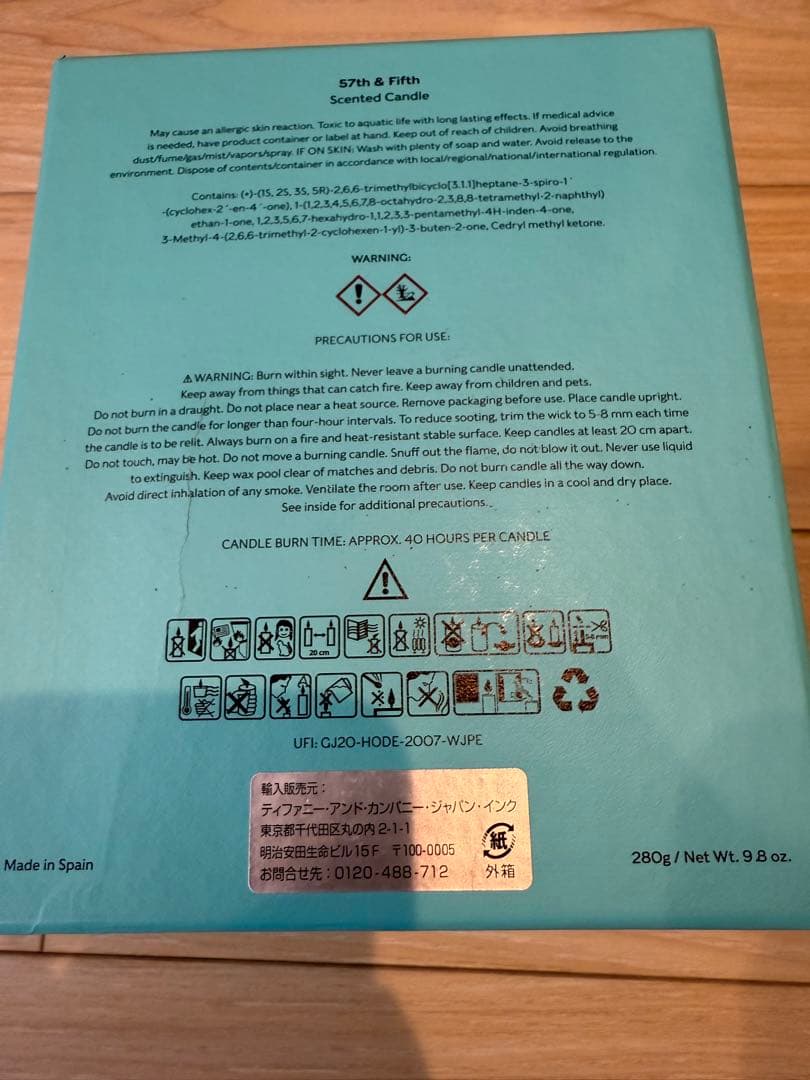 57th & Fifth
Scented Candle
May cause an allergic skin reaction. Toxic to aquatic life with long lasting effects. If medical advice
is needed, have product container or label at hand. Keep out of reach of children. Avoid breathing
dust/fume/gas/mist/vapors/spray. IF ON SKIN: Wash with plenty of soap and water. Avoid release to the
environment. Dispose of contents/container in accordance with local/regional/national/international regulation.
Contains: (+)-(1S, 2S, 3S, 5R)-2,6,6-trimethylbicyclo[3.1.1]heptane-3-spiro-1´
-(cyclohex-2´-en-4´-one), 1-(1,2,3,4,5,6,7,8-octahydro-2,3,8,8-tetramethyl-2-naphthyl)
ethan-1-one, 1,2,3,5,6,7-hexahydro-1,1,2,3,3-pentamethyl-4H-inden-4-one,
3-Methyl-4-(2,6,6-trimethyl-2-cyclohexen-1-yl)-3-buten-2-one, Cedryl methyl ketone.
WARNING:
PRECAUTIONS FOR USE:
⚠ WARNING: Burn within sight. Never leave a burning candle unattended.
Keep away from things that can catch fire. Keep away from children and pets.
Do not burn in a draught. Do not place near a heat source. Remove packaging before use. Place candle upright.
Do not burn the candle for longer than four-hour intervals. To reduce sooting, trim the wick to 5-8 mm each time
the candle is to be relit. Always burn on a fire and heat-resistant stable surface. Keep candles at least 20 cm apart.
Do not touch, may be hot. Do not move a burning candle. Snuff out the flame, do not blow it out. Never use liquid
to extinguish. Keep wax pool clear of matches and debris. Do not burn candle all the way down.
Avoid direct inhalation of any smoke. Ventilate the room after use. Keep candles in a cool and dry place.
See inside for additional precautions.
CANDLE BURN TIME: APPROX. 40 HOURS PER CANDLE
20 cm
5-8 mm
UFI: GJ20-H0DE-2007-WJPE
輸入販売元：
ティファニー・アンド・カンパニー・ジャパン・インク
東京都千代田区丸の内2-1-1
明治安田生命ビル15F 〒100-0005
お問合せ先：0120-488-712
紙
外箱
Made in Spain
280g / Net Wt. 9.8 oz.